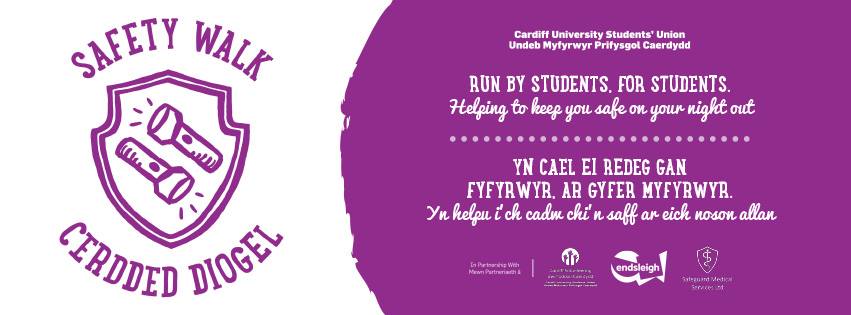 SAFETY WALK
CERDDED DIOGEL
Cardiff University Students' Union
Undeb Myfyrwyr Prifysgol Caerdydd
RUN BY STUDENTS, FOR STUDENTS.
Helping to keep you safe on your night out
YN CAEL EI REDEG GAN
FYFYRWYR, AR GYFER MYFYRWYR.
Yn helpu i'ch cadw chi'n saff ar eich noson allan
In Partnership With
Mewn Partneriaeth â
Cardiff Volunteering
endsleigh
Safeguard Medical
Services Ltd